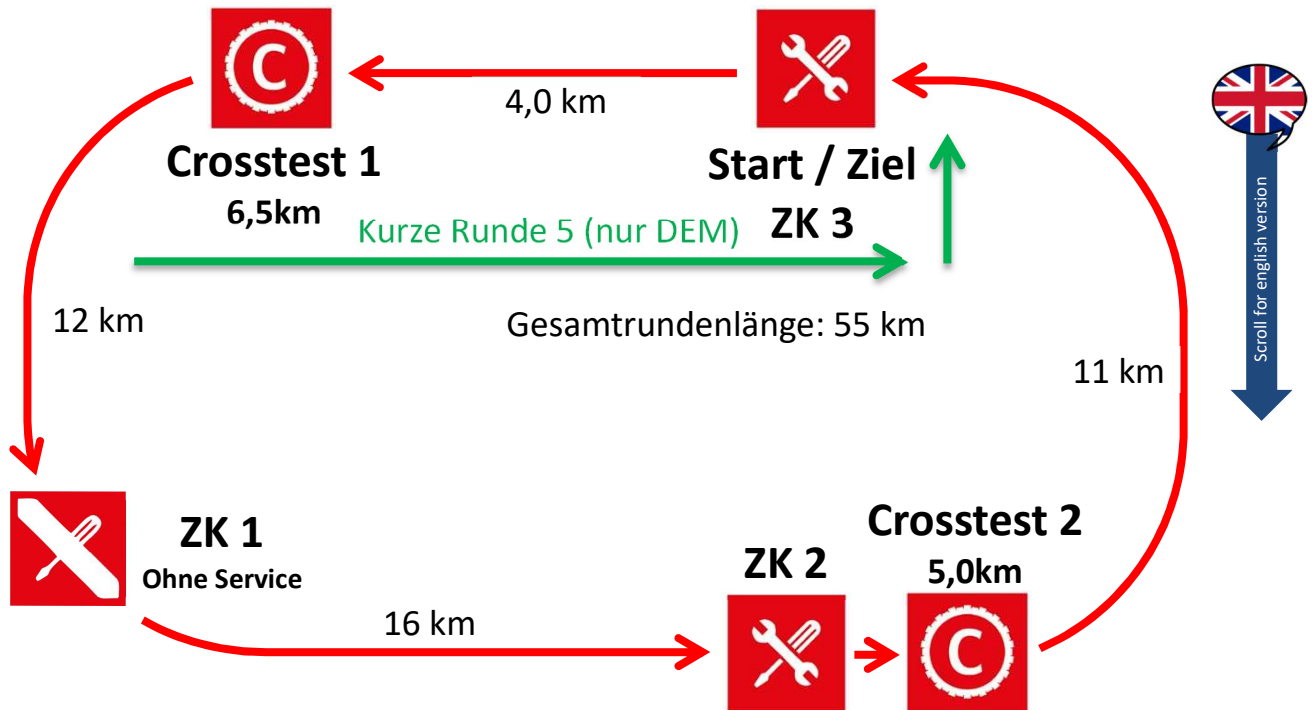 C
4,0 km
Crosstest 1
6,5km
Start / Ziel
ZK 3
Kurze Runde 5 (nur DEM)
12 km
Gesamtrundenlänge: 55 km
11 km
Scroll for english version
ZK 1
Ohne Service
16 km
ZK 2
Crosstest 2
5,0km
C